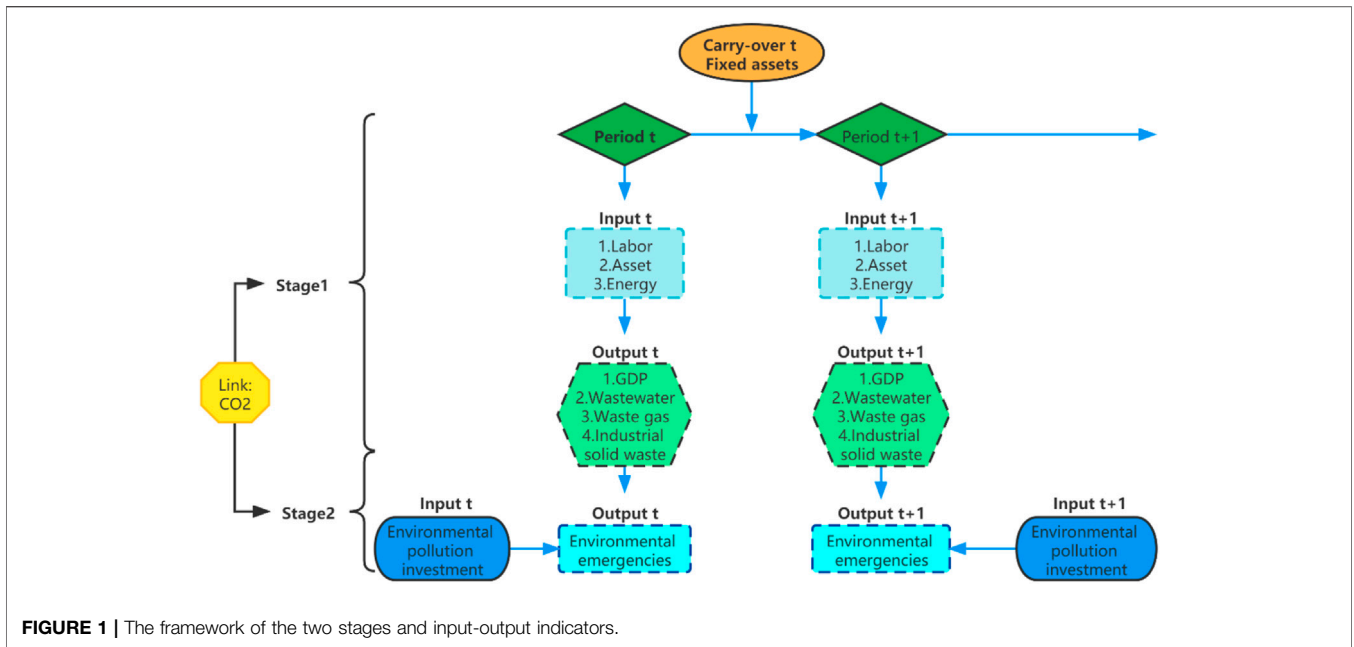 Carry-over t
Fixed assets
Period t
Period t+1
Input t
1.Labor
2.Asset
3.Energy
Input t+1
1.Labor
2.Asset
3.Energy
Stage1
Link:
CO2
Output t
1.GDP
2.Wastewater
3.Waste gas
4.Industrial
solid waste
Output t+1
1.GDP
2.Wastewater
3.Waste gas
4.Industrial
solid waste
Stage2
Input t
Environmental
pollution
investment
Output t
Environmental
emergencies
Output t+1
Environmental
emergencies
Input t+1
Environmental
pollution
investment
FIGURE 1 | The framework of the two stages and input-output indicators.